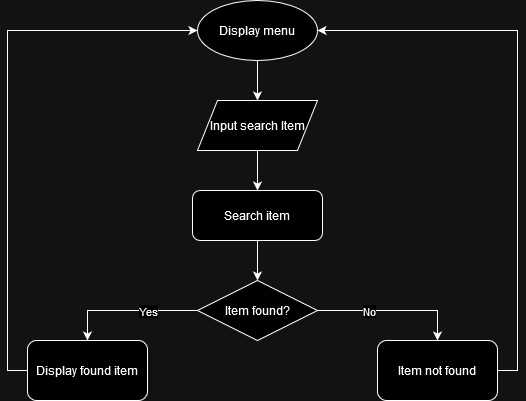 Display menu
Input search Item
Search item
Item found?
Yes
No
Display found item
Item not found